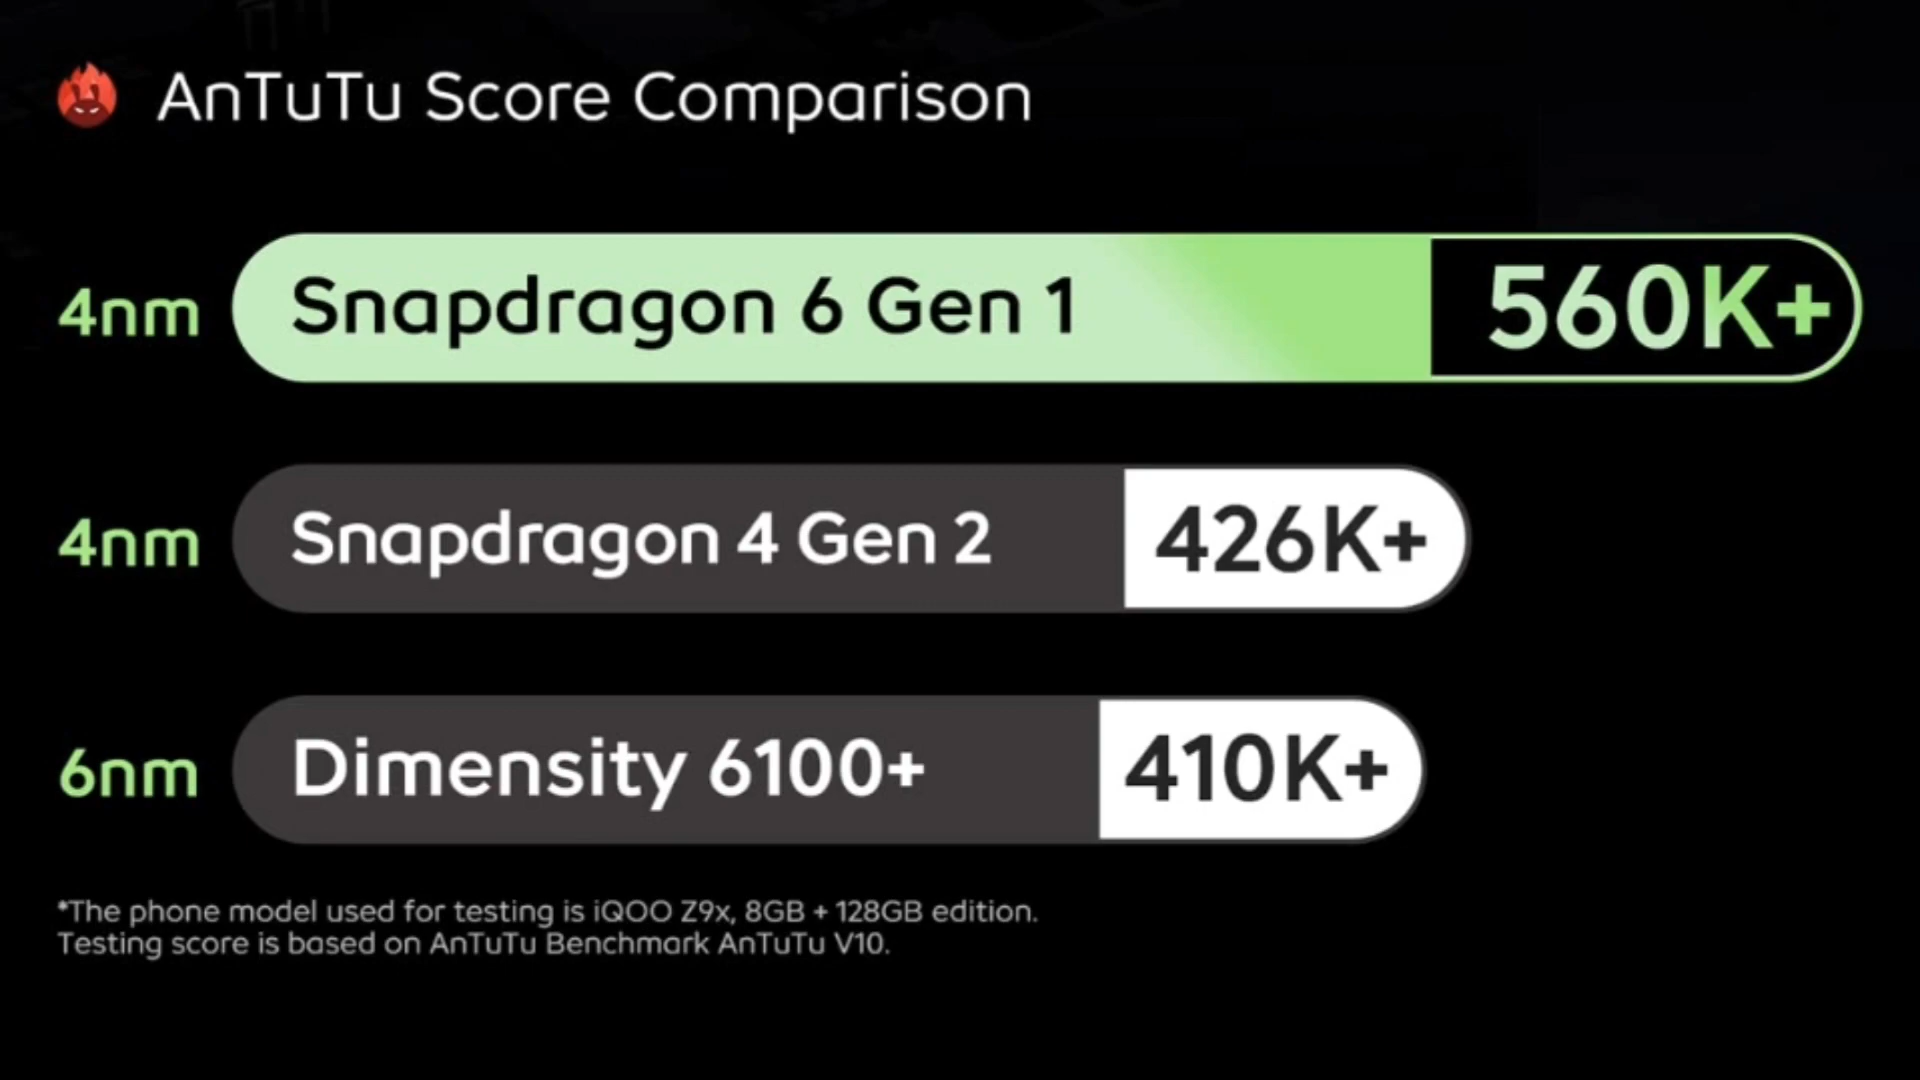 AnTuTu Score Comparison
4nm Snapdragon 6 Gen 1 560K+
4nm Snapdragon 4 Gen 2 426K+
6nm Dimensity 6100+ 410K+
*The phone model used for testing is iQOO Z9x, 8GB + 128GB edition.
Testing score is based on AnTuTu Benchmark AnTuTu V10.